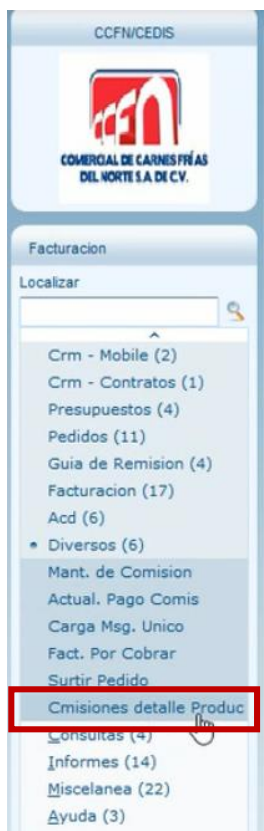 CCFN/CEDIS
ccfn
COMERCIAL DE CARNES FRÍAS
DEL NORTE S.A DE C.V.
Facturacion
Localizar
Crm - Mobile (2)
Crm - Contratos (1)
Presupuestos (4)
Pedidos (11)
Guia de Remision (4)
Facturacion (17)
Acd (6)
• Diversos (6)
Mant. de Comision
Actual. Pago Comis
Carga Msg. Unico
Fact. Por Cobrar
Surtir Pedido
Cmisiones detalle Produc
Consultas (4)
Informes (14)
Miscelanea (22)
Ayuda (3)